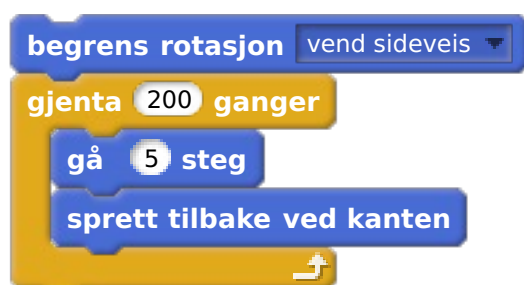 begrens rotasjon vend sideveis
gjenta 200 ganger
gå 5 steg
sprett tilbake ved kanten